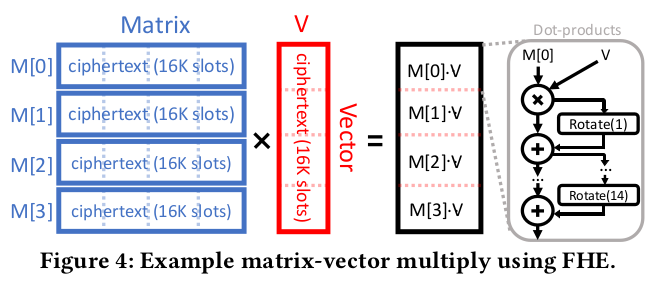 Matrix
V
Dot-products
M[0]
ciphertext (16K slots)
M[1]
ciphertext (16K slots)
M[2]
ciphertext (16K slots)
M[3]
ciphertext (16K slots)
×
ciphertext (16K slots)
Vector
=
M[0]·V
M[1]·V
M[2]·V
M[3]·V
M[0]
V
×
Rotate(1)
+
...
...
Rotate(14)
+
Figure 4: Example matrix-vector multiply using FHE.